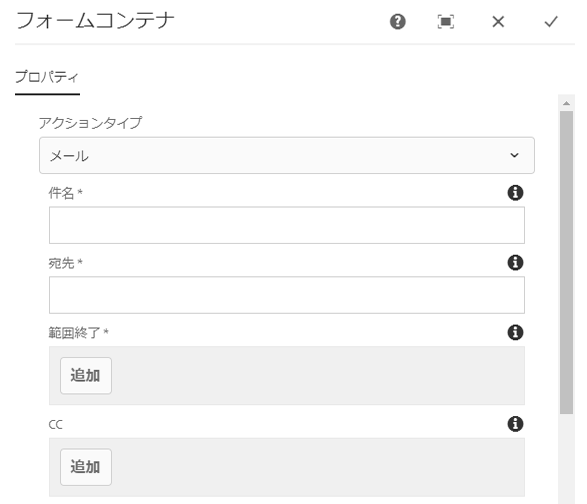 フォームコンテナ
プロパティ
アクションタイプ
メール
件名 *
宛先 *
範囲終了 *
追加
CC
追加